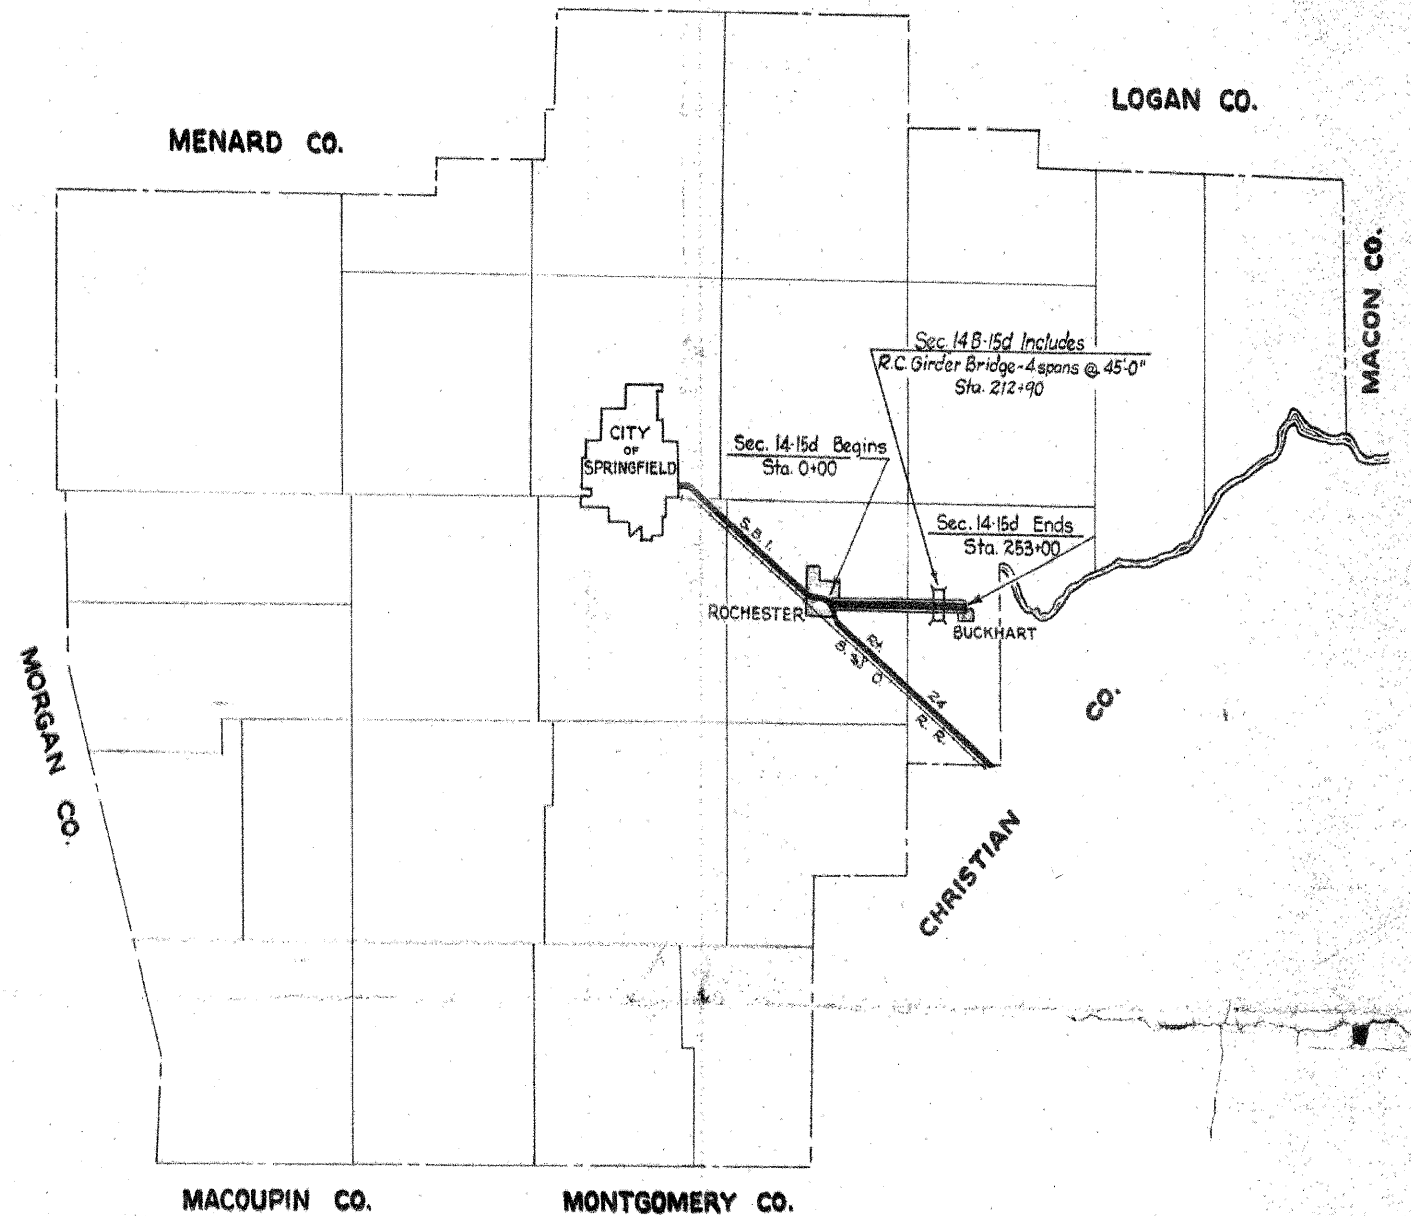 LOGAN CO.
MENARD CO.
MACON CO.
Sec. 14B-15d Includes
R.C. Girder Bridge-4 spans @ 45'-0"
Sta. 212+90
CITY
OF
SPRINGFIELD
Sec. 14-15d Begins
Sta. 0+00
Sec. 14-15d Ends
Sta. 253+00
S.B.I.
ROCHESTER
BUCKHART
Rt. 24
B. & O. R. R.
MORGAN CO.
CHRISTIAN CO.
MACOUPIN CO.
MONTGOMERY CO.